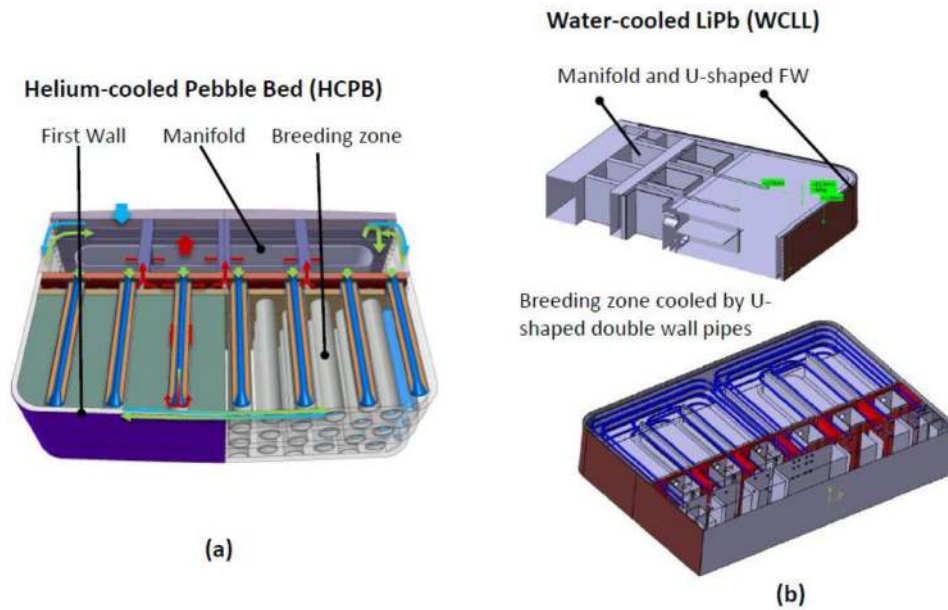 Water-cooled LiPb (WCLL)
Helium-cooled Pebble Bed (HCPB)
Manifold and U-shaped FW
First Wall
Manifold
Breeding zone
Breeding zone cooled by U-
shaped double wall pipes
(a)
(b)